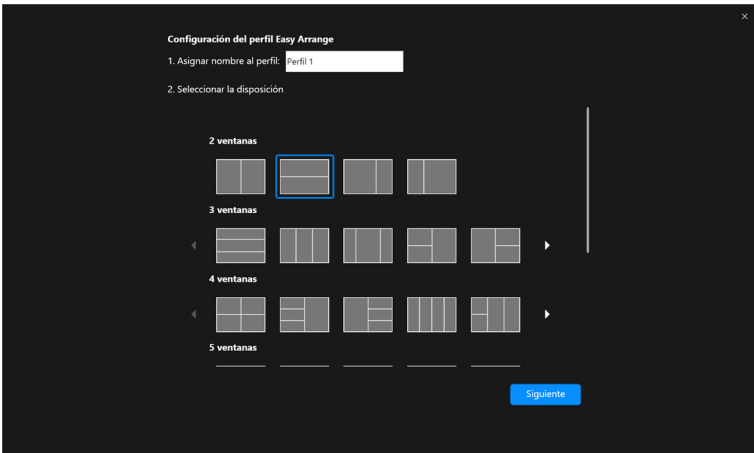 Configuración del perfil Easy Arrange
1. Asignar nombre al perfil: Perfil 1
2. Seleccionar la disposición
2 ventanas
3 ventanas
4 ventanas
5 ventanas
Siguiente